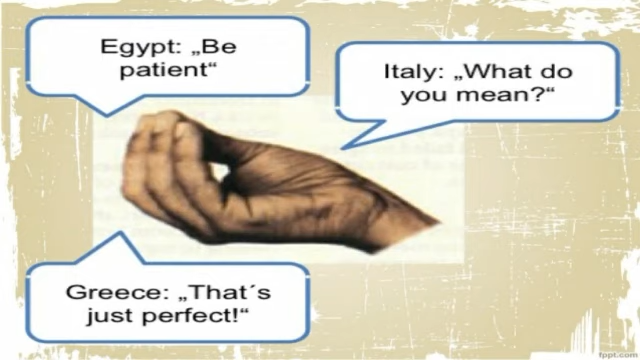 Egypt: „Be
patient“
Italy: „What do
you mean?“
Greece: „That´s
just perfect!“
fppt.com